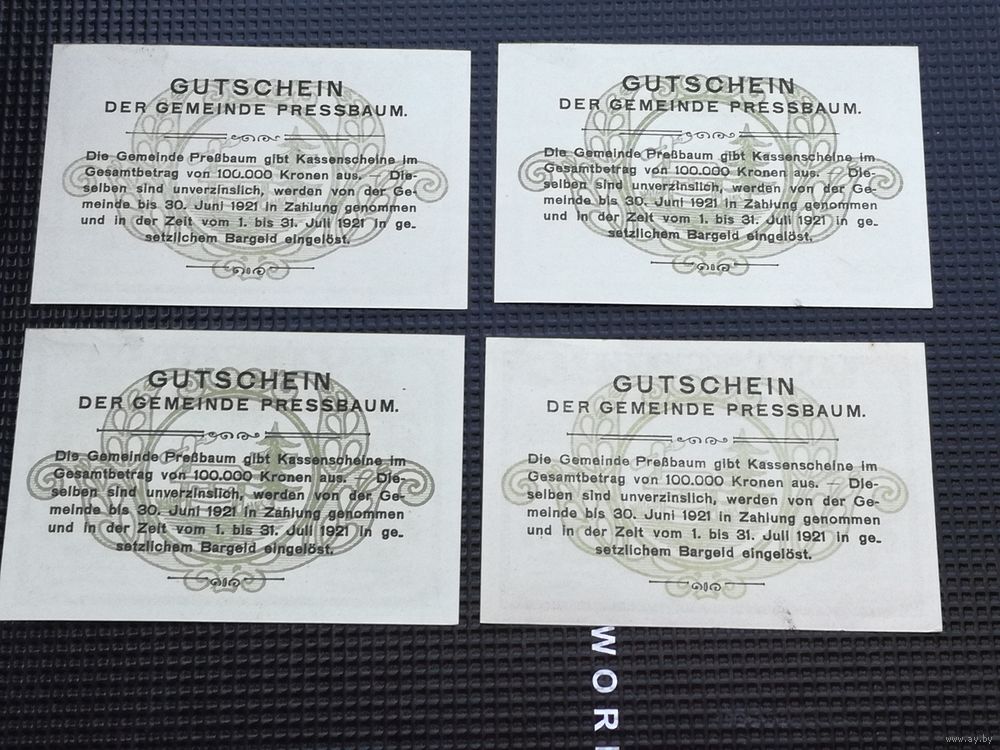 GUTSCHEIN
DER GEMEINDE PRESSBAUM.
Die Gemeinde Preßbaum gibt Kassenscheine im
Gesamtbetrag von 100.000 Kronen aus. — Die-
selben sind unverzinslich, werden von der Ge-
meinde bis 30. Juni 1921 in Zahlung genommen
und in der Zeit vom 1. bis 31. Juli 1921 in ge-
setzlichem Bargeld eingelöst.
GUTSCHEIN
DER GEMEINDE PRESSBAUM.
Die Gemeinde Preßbaum gibt Kassenscheine im
Gesamtbetrag von 100.000 Kronen aus. — Die-
selben sind unverzinslich, werden von der Ge-
meinde bis 30. Juni 1921 in Zahlung genommen
und in der Zeit vom 1. bis 31. Juli 1921 in ge-
setzlichem Bargeld eingelöst.
GUTSCHEIN
DER GEMEINDE PRESSBAUM.
Die Gemeinde Preßbaum gibt Kassenscheine im
Gesamtbetrag von 100.000 Kronen aus. — Die-
selben sind unverzinslich, werden von der Ge-
meinde bis 30. Juni 1921 in Zahlung genommen
und in der Zeit vom 1. bis 31. Juli 1921 in ge-
setzlichem Bargeld eingelöst.
GUTSCHEIN
DER GEMEINDE PRESSBAUM.
Die Gemeinde Preßbaum gibt Kassenscheine im
Gesamtbetrag von 100.000 Kronen aus. — Die-
selben sind unverzinslich, werden von der Ge-
meinde bis 30. Juni 1921 in Zahlung genommen
und in der Zeit vom 1. bis 31. Juli 1921 in ge-
setzlichem Bargeld eingelöst.
WOR
www.ay.by